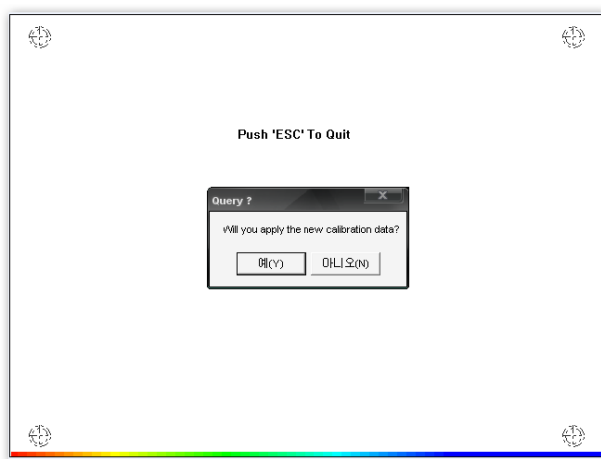 Push 'ESC' To Quit
Query ?
Will you apply the new calibration data?
예(Y) 아니오(N)